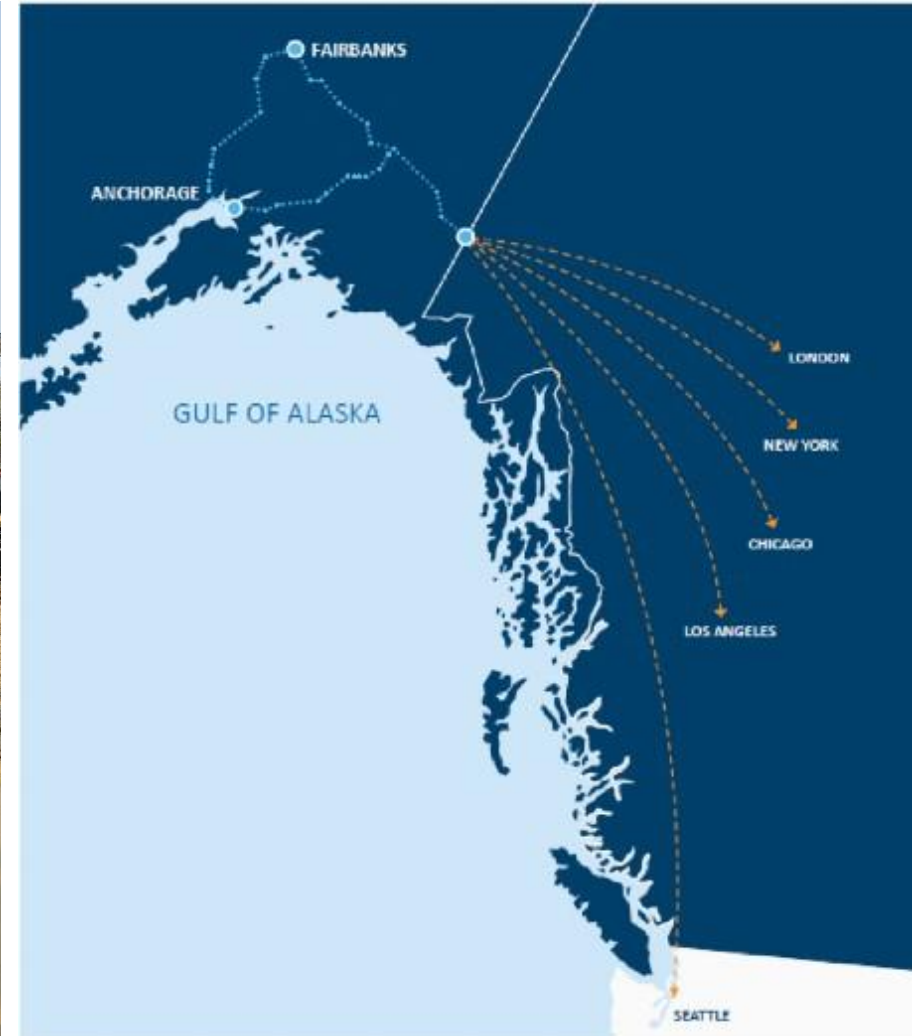 FAIRBANKS
ANCHORAGE
GULF OF ALASKA
LONDON
NEW YORK
CHICAGO
LOS ANGELES
SEATTLE